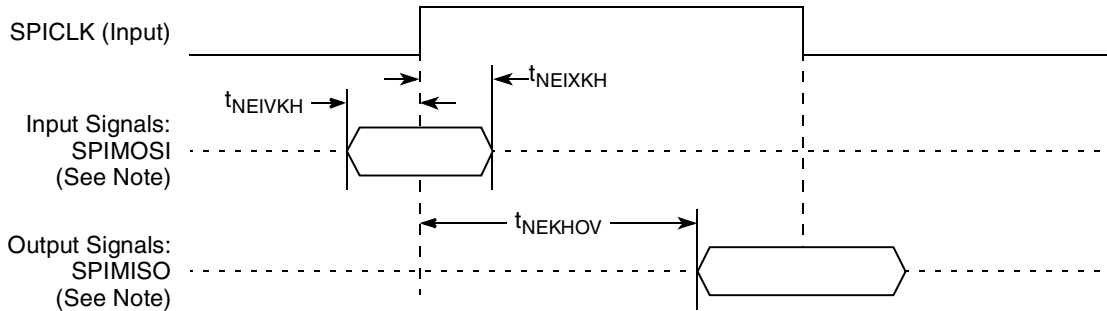 SPICLK (Input)
tNEIXKH
tNEIVKH
Input Signals:
SPIMOSI
(See Note)
tNEKHOV
Output Signals:
SPIMISO
(See Note)